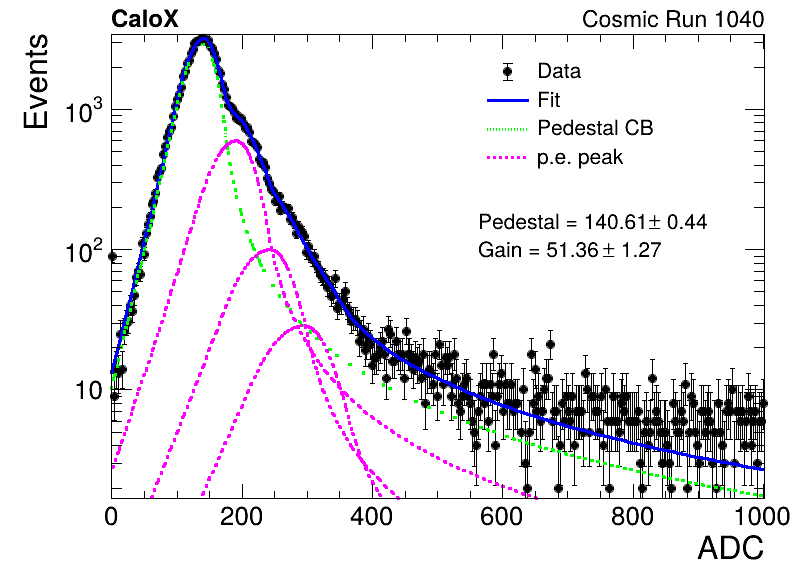 CaloX Cosmic Run 1040
Events
Data
Fit
Pedestal CB
p.e. peak
Pedestal = 140.61± 0.44
Gain = 51.36 ± 1.27
10³
10²
10
0 200 400 600 800 1000
ADC